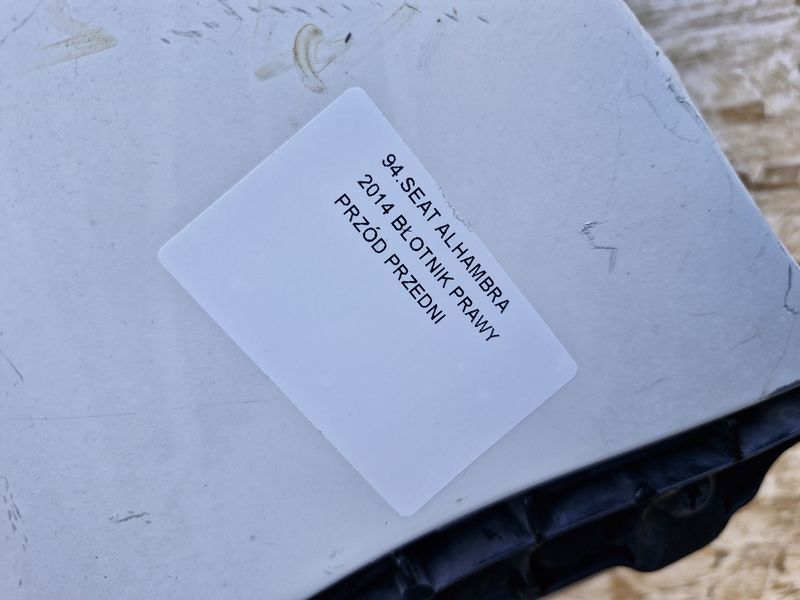 94.SEAT ALHAMBRA
2014 BŁOTNIK PRAWY
PRZÓD PRZEDNI